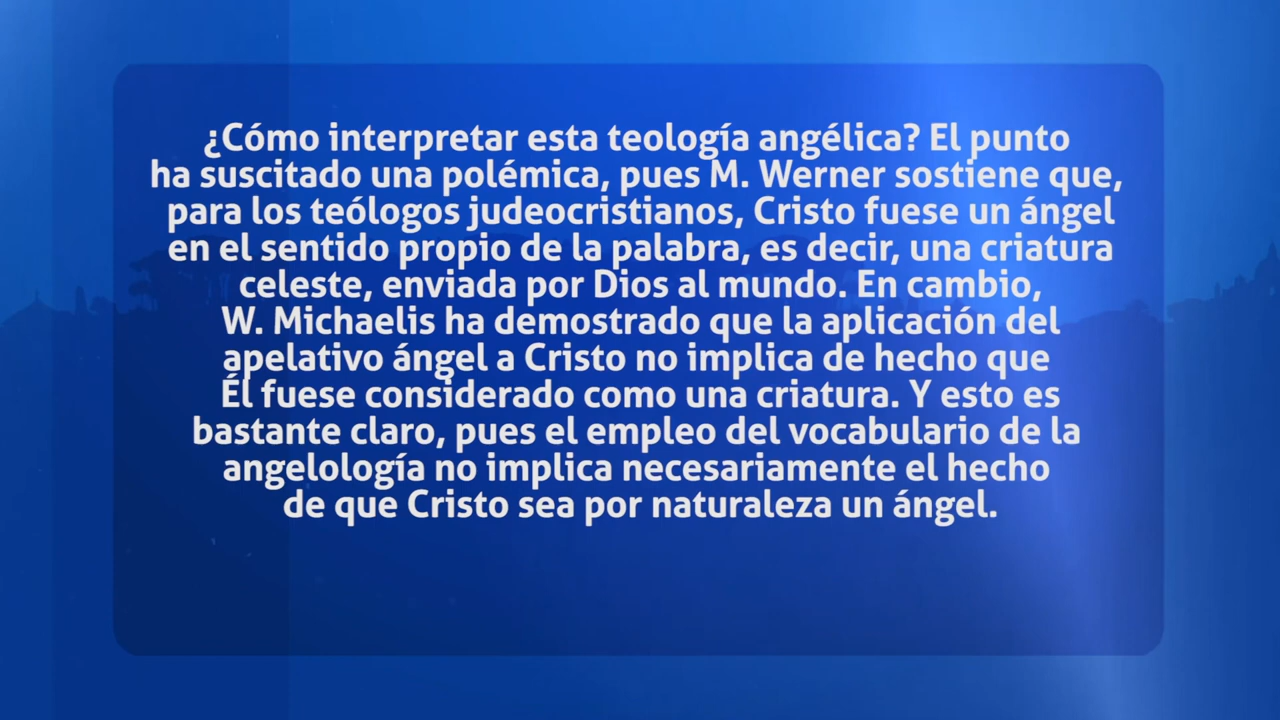 ¿Cómo interpretar esta teología angélica? El punto
ha suscitado una polémica, pues M. Werner sostiene que,
para los teólogos judeocristianos, Cristo fuese un ángel
en el sentido propio de la palabra, es decir, una criatura
celeste, enviada por Dios al mundo. En cambio,
W. Michaelis ha demostrado que la aplicación del
apelativo ángel a Cristo no implica de hecho que
Él fuese considerado como una criatura. Y esto es
bastante claro, pues el empleo del vocabulario de la
angelología no implica necesariamente el hecho
de que Cristo sea por naturaleza un ángel.